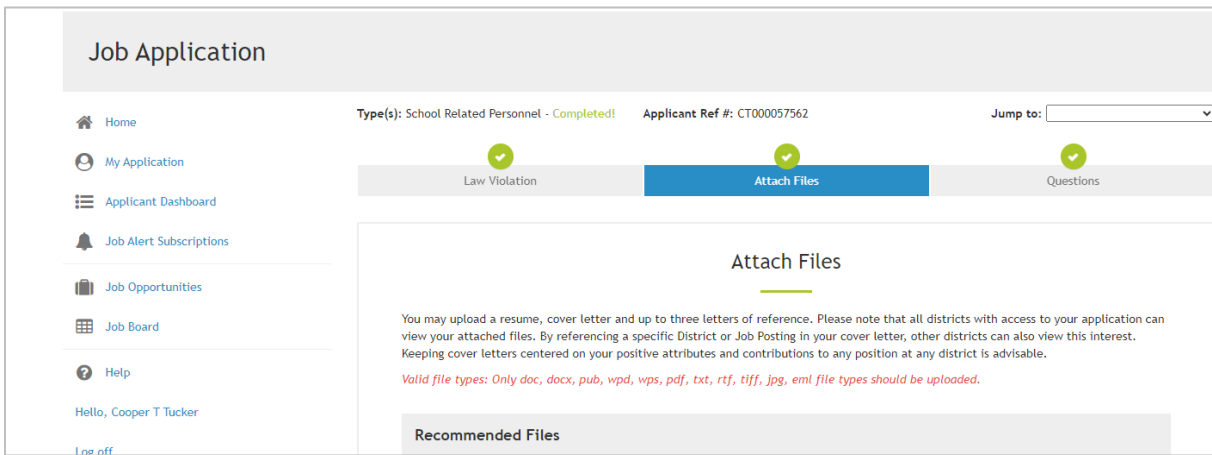 Job Application
Home
My Application
Applicant Dashboard
Job Alert Subscriptions
Job Opportunities
Job Board
Help
Hello, Cooper T Tucker
Log off
Type(s): School Related Personnel - Completed!
Applicant Ref #: CT000057562
Jump to:
Law Violation
Attach Files
Questions
Attach Files
You may upload a resume, cover letter and up to three letters of reference. Please note that all districts with access to your application can
view your attached files. By referencing a specific District or Job Posting in your cover letter, other districts can also view this interest.
Keeping cover letters centered on your positive attributes and contributions to any position at any district is advisable.
Valid file types: Only doc, docx, pub, wpd, wps, pdf, txt, rtf, tiff, jpg, eml file types should be uploaded.
Recommended Files